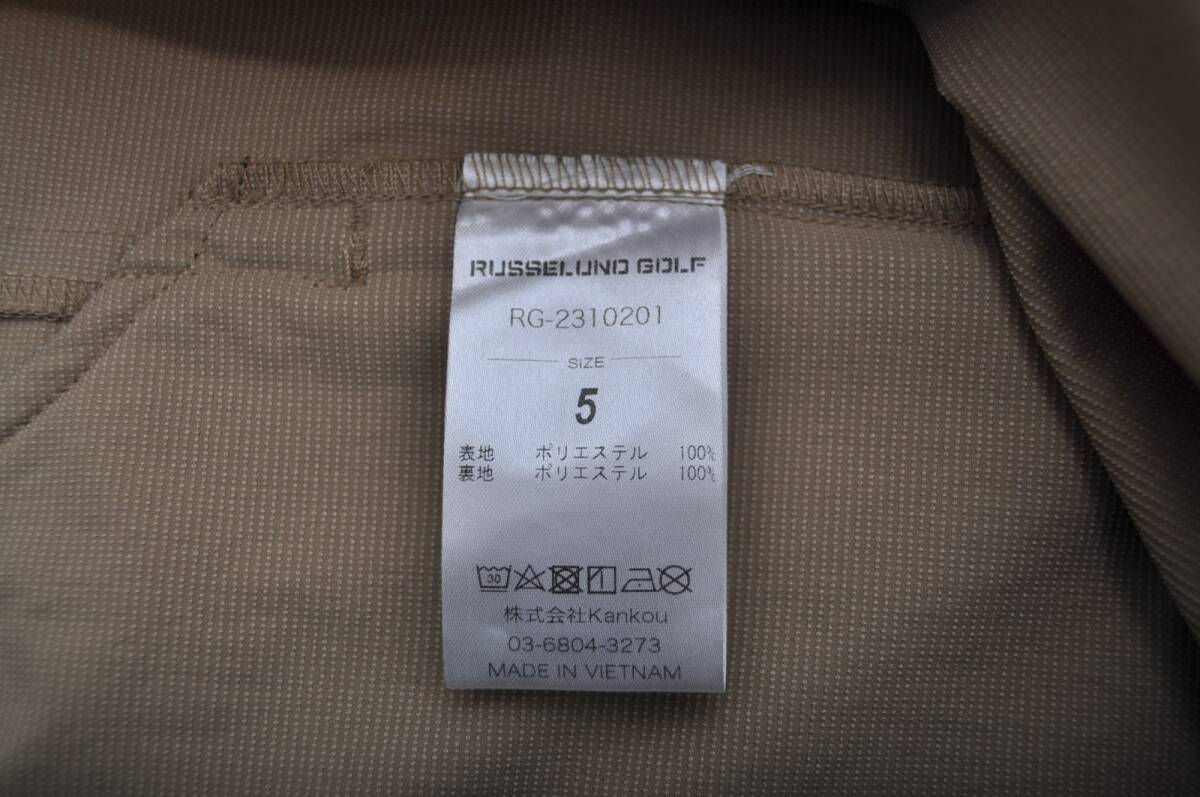 RUSSELUNO GOLF
RG-2310201
SIZE
5
表地 ポリエステル 100%
裏地 ポリエステル 100%
30
株式会社Kankou
03-6804-3273
MADE IN VIETNAM